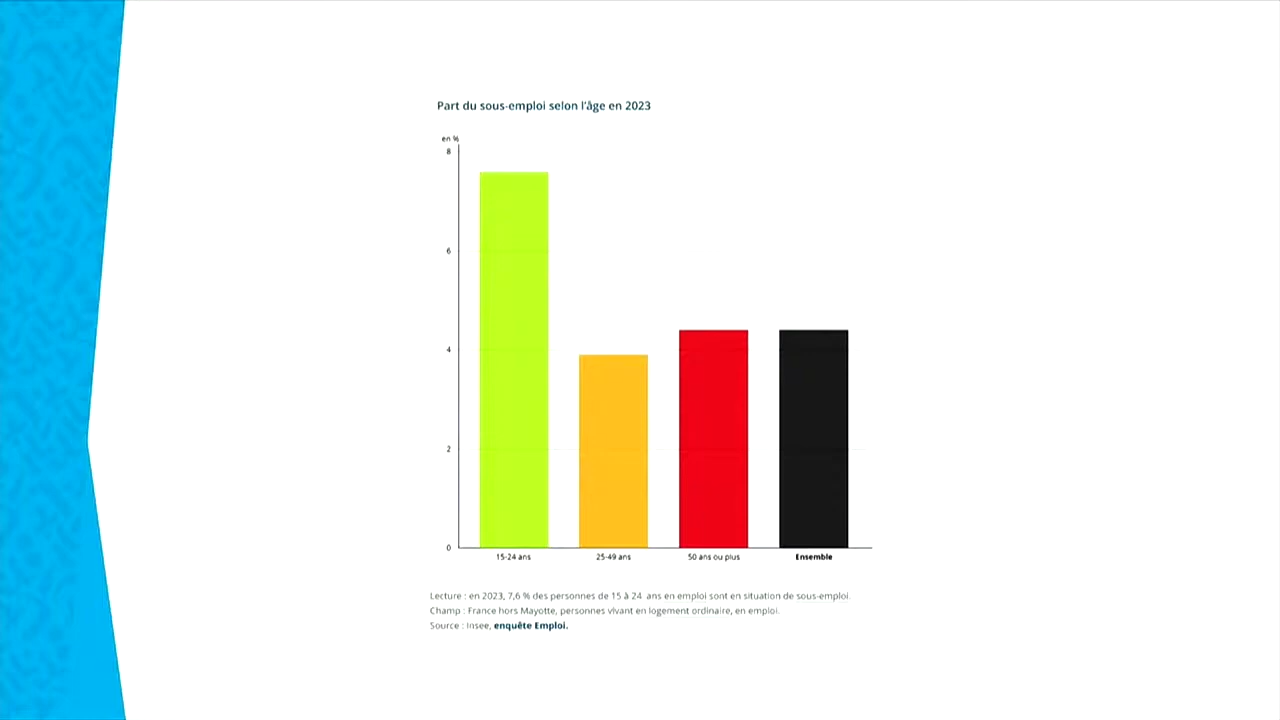 Part du sous-emploi selon l'âge en 2023
en %
8
6
4
2
0
15-24 ans
25-49 ans
50 ans ou plus
Ensemble
Lecture : en 2023, 7,6 % des personnes de 15 à 24 ans en emploi sont en situation de sous-emploi.
Champ : France hors Mayotte, personnes vivant en logement ordinaire, en emploi.
Source : Insee, enquête Emploi.